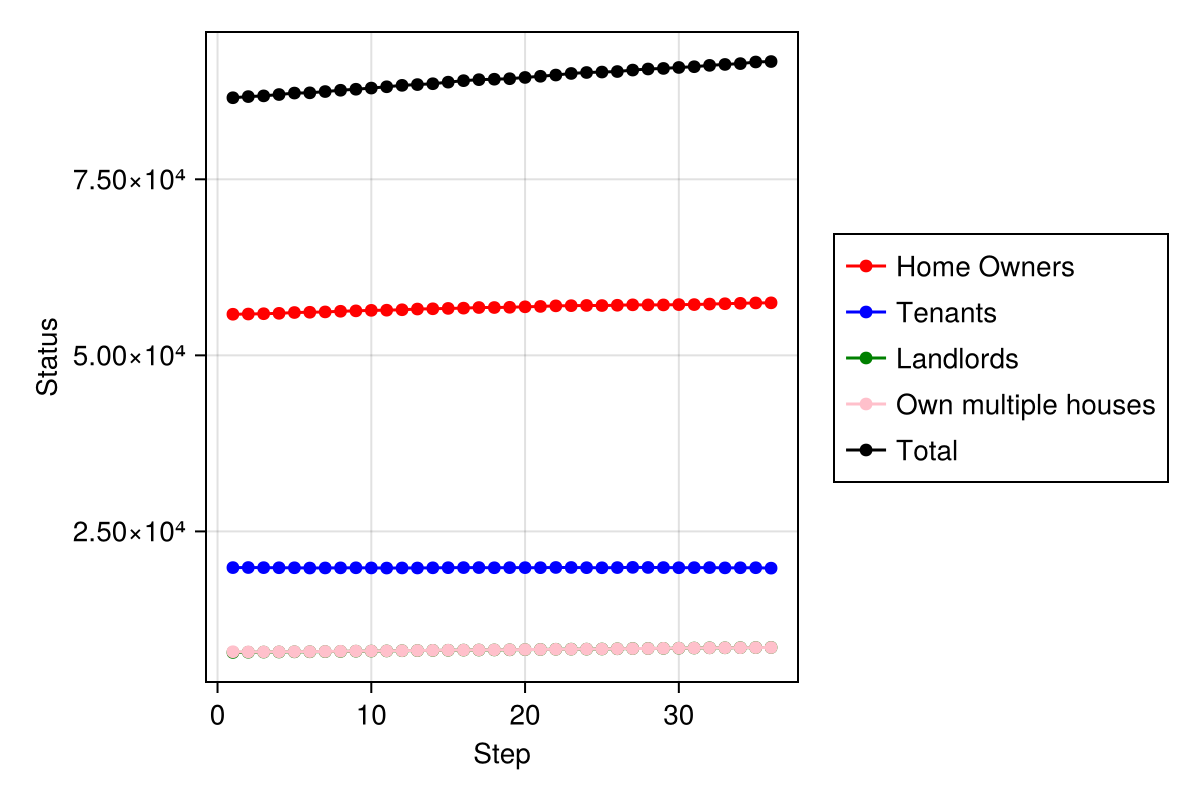 7.50×10⁴
5.00×10⁴
2.50×10⁴
Status
0 10 20 30
Step
Home Owners
Tenants
Landlords
Own multiple houses
Total